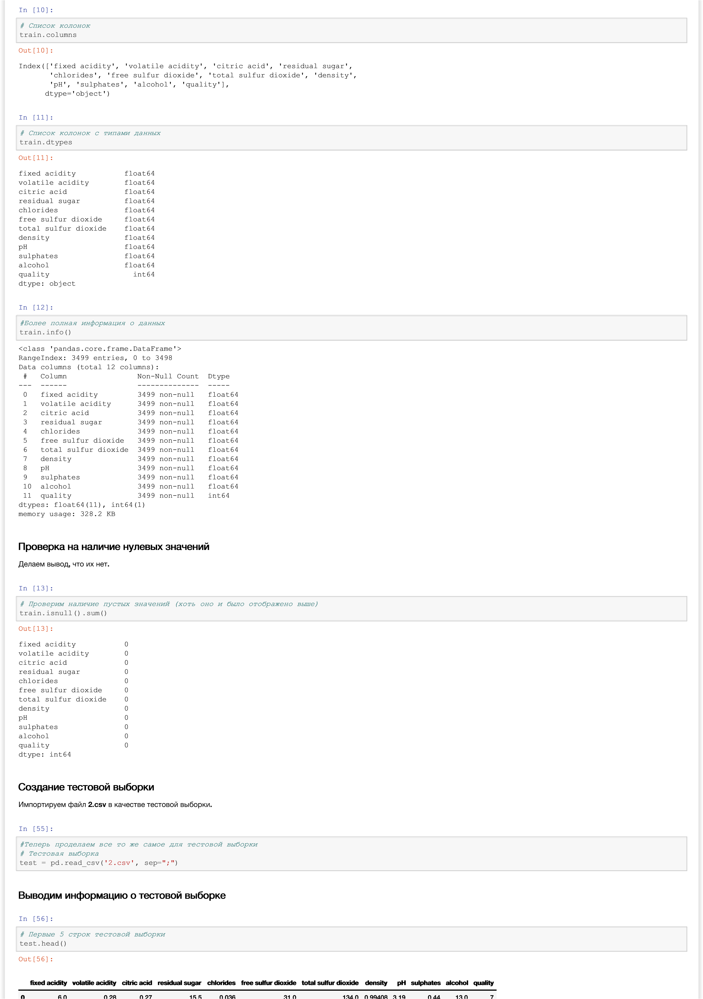 In [10]:
# Список колонок
train.columns
Out[10]:
Index(['fixed acidity', 'volatile acidity', 'citric acid', 'residual sugar',
       'chlorides', 'free sulfur dioxide', 'total sulfur dioxide', 'density',
       'pH', 'sulphates', 'alcohol', 'quality'],
      dtype='object')
In [11]:
# Список колонок с типами данных
train.dtypes
Out[11]:
fixed acidity           float64
volatile acidity        float64
citric acid             float64
residual sugar          float64
chlorides               float64
free sulfur dioxide     float64
total sulfur dioxide    float64
density                 float64
pH                      float64
sulphates               float64
alcohol                 float64
quality                   int64
dtype: object
In [12]:
#Более полная информация о данных
train.info()
<class 'pandas.core.frame.DataFrame'>
RangeIndex: 3499 entries, 0 to 3498
Data columns (total 12 columns):
 #   Column                Non-Null Count  Dtype
---  ------                --------------  -----
 0   fixed acidity         3499 non-null   float64
 1   volatile acidity      3499 non-null   float64
 2   citric acid           3499 non-null   float64
 3   residual sugar        3499 non-null   float64
 4   chlorides             3499 non-null   float64
 5   free sulfur dioxide   3499 non-null   float64
 6   total sulfur dioxide  3499 non-null   float64
 7   density               3499 non-null   float64
 8   pH                    3499 non-null   float64
 9   sulphates             3499 non-null   float64
 10  alcohol               3499 non-null   float64
 11  quality               3499 non-null   int64
dtypes: float64(11), int64(1)
memory usage: 328.2 KB
Проверка на наличие нулевых значений
Делаем вывод, что их нет.
In [13]:
# Проверим наличие пустых значений (хоть оно и было отображено выше)
train.isnull().sum()
Out[13]:
fixed acidity           0
volatile acidity        0
citric acid             0
residual sugar          0
chlorides               0
free sulfur dioxide     0
total sulfur dioxide    0
density                 0
pH                      0
sulphates               0
alcohol                 0
quality                 0
dtype: int64
Создание тестовой выборки
Импортируем файл 2.csv в качестве тестовой выборки.
In [55]:
#Теперь проделаем все то же самое для тестовой выборки
# Тестовая выборка
test = pd.read_csv('2.csv', sep=";")
Выводим информацию о тестовой выборке
In [56]:
# Первые 5 строк тестовой выборки
test.head()
Out[56]:
fixed acidity volatile acidity citric acid residual sugar chlorides free sulfur dioxide total sulfur dioxide density pH sulphates alcohol quality
0 6.0 0.28 0.27 15.5 0.036 31.0 134.0 0.99408 3.19 0.44 13.0 7